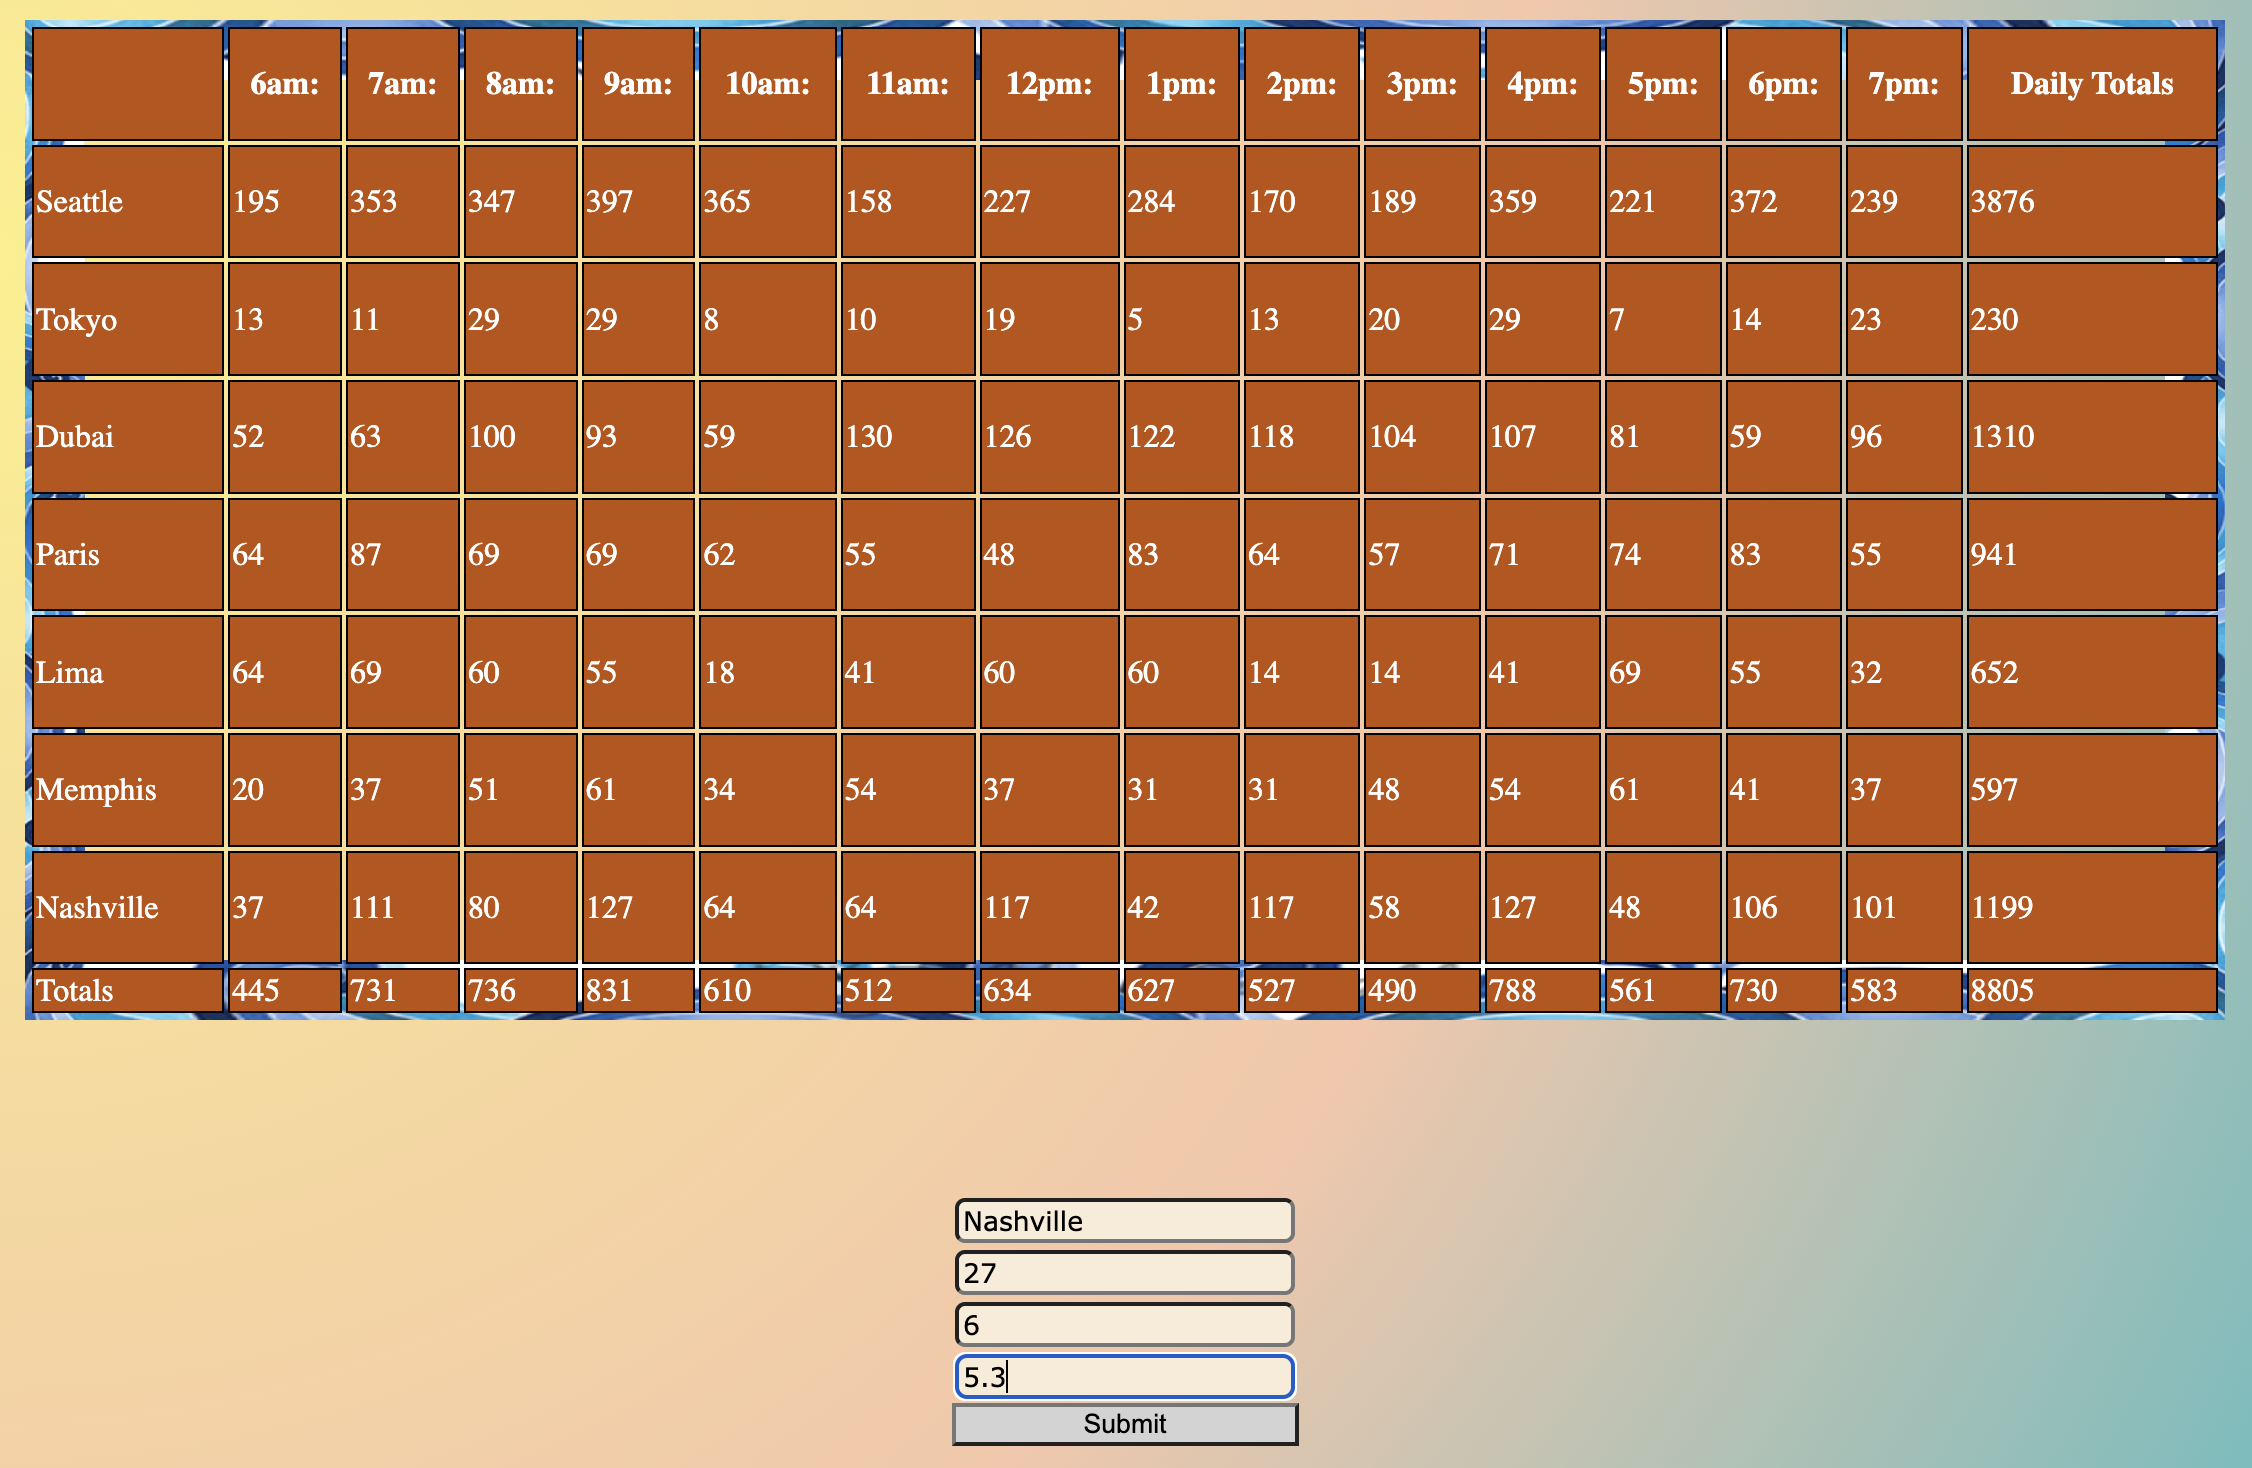 6am: 7am: 8am: 9am: 10am: 11am: 12pm: 1pm: 2pm: 3pm: 4pm: 5pm: 6pm: 7pm: Daily Totals
Seattle 195 353 347 397 365 158 227 284 170 189 359 221 372 239 3876
Tokyo 13 11 29 29 8 10 19 5 13 20 29 7 14 23 230
Dubai 52 63 100 93 59 130 126 122 118 104 107 81 59 96 1310
Paris 64 87 69 69 62 55 48 83 64 57 71 74 83 55 941
Lima 64 69 60 55 18 41 60 60 14 14 41 69 55 32 652
Memphis 20 37 51 61 34 54 37 31 31 48 54 61 41 37 597
Nashville 37 111 80 127 64 64 117 42 117 58 127 48 106 101 1199
Totals 445 731 736 831 610 512 634 627 527 490 788 561 730 583 8805
Nashville
27
6
5.3
Submit